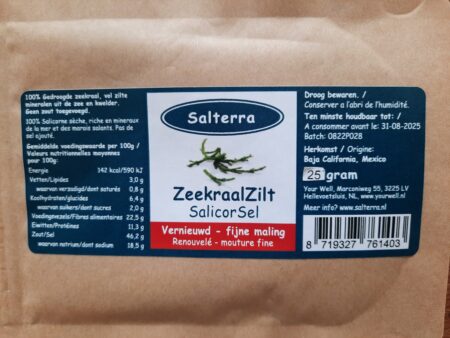 100% Gedroogde zeekraal, vol zilte
mineralen uit de zee en kwelder.
Geen zout toegevoegd.
100% Salicorne sèche, riche en mineraux
de la mer et des marais salants. Pas de
sel ajouté.
Gemiddelde voedingswaarde per 100g/
Valeurs nutritionnelles moyennes
pour 100g:
Energie 142 kcal/590 kJ
Vetten/Lipides 3,0 g
waarvan verzadigd/dont saturés 0,8 g
Koolhydraten/glucides 6,4 g
waarvan suikers/dont sucres 2,0 g
Voedingsvezels/Fibres alimentaires 22,5 g
Eiwitten/Protéines 11,3 g
Zout/Sel 46,2 g
waarvan natrium/dont sodium 18,5 g
Salterra
ZeekraalZilt
SalicorSel
Vernieuwd - fijne maling
Renouvelé - mouture fine
Droog bewaren. /
Conserver a l'abri de l'humidité.
Ten minste houdbaar tot: /
A consommer avant le: 31-08-2025
Batch: 0822P028
Herkomst / Origine:
Baja California, Mexico
25 gram
Your Well, Marconiweg 55, 3225 LV
Hellevoetsluis, NL www.yourwell.nl
Meer info? www.salterra.nl
8 719327 761403